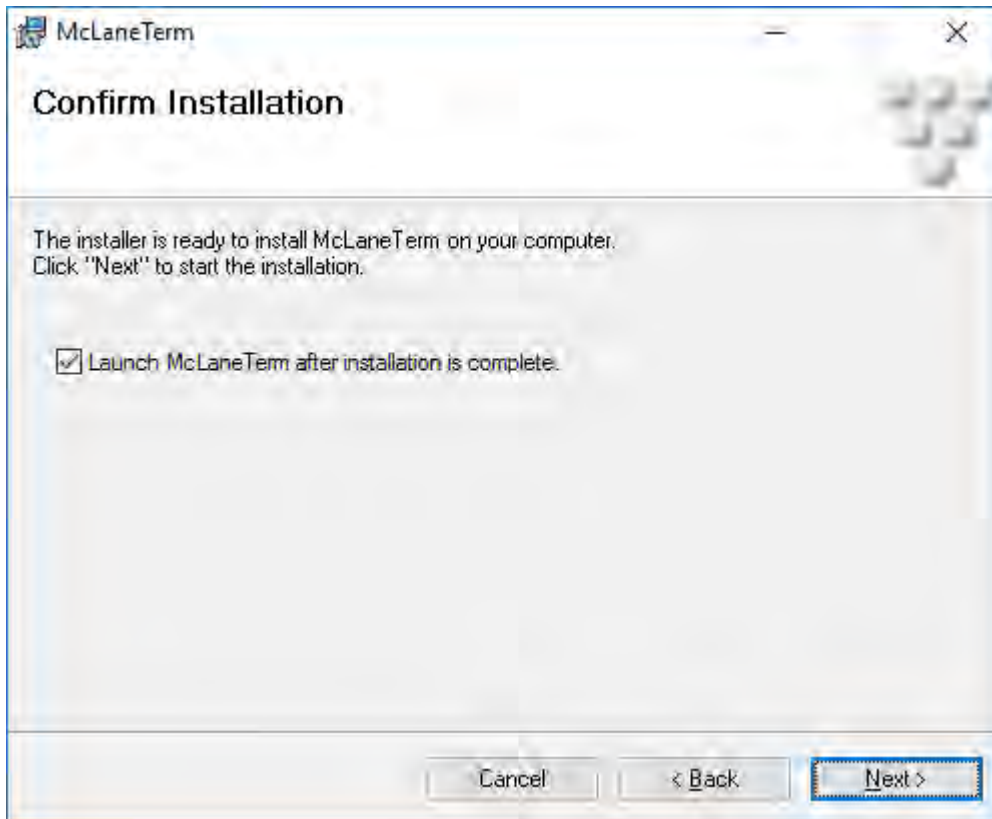 McLaneTerm
Confirm Installation
The installer is ready to install McLaneTerm on your computer.
Click "Next" to start the installation.
Launch McLaneTerm after installation is complete.
Cancel
< Back
Next >